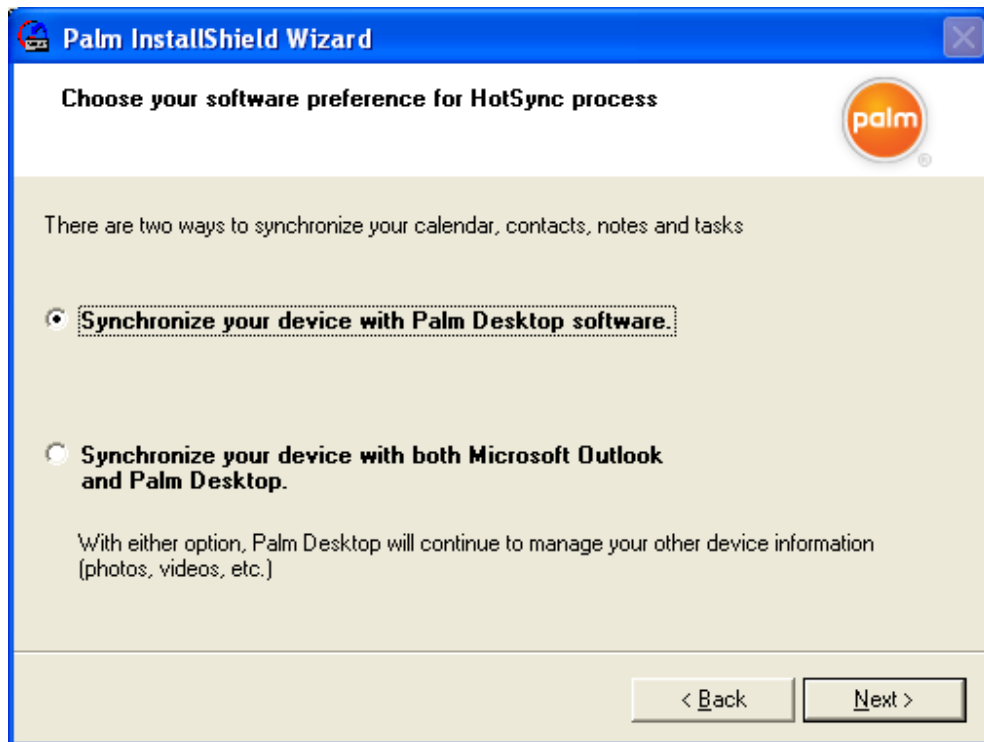 Palm InstallShield Wizard
Choose your software preference for HotSync process
palm
®
There are two ways to synchronize your calendar, contacts, notes and tasks
Synchronize your device with Palm Desktop software.
Synchronize your device with both Microsoft Outlook
and Palm Desktop.
With either option, Palm Desktop will continue to manage your other device information
(photos, videos, etc.)
< Back
Next >